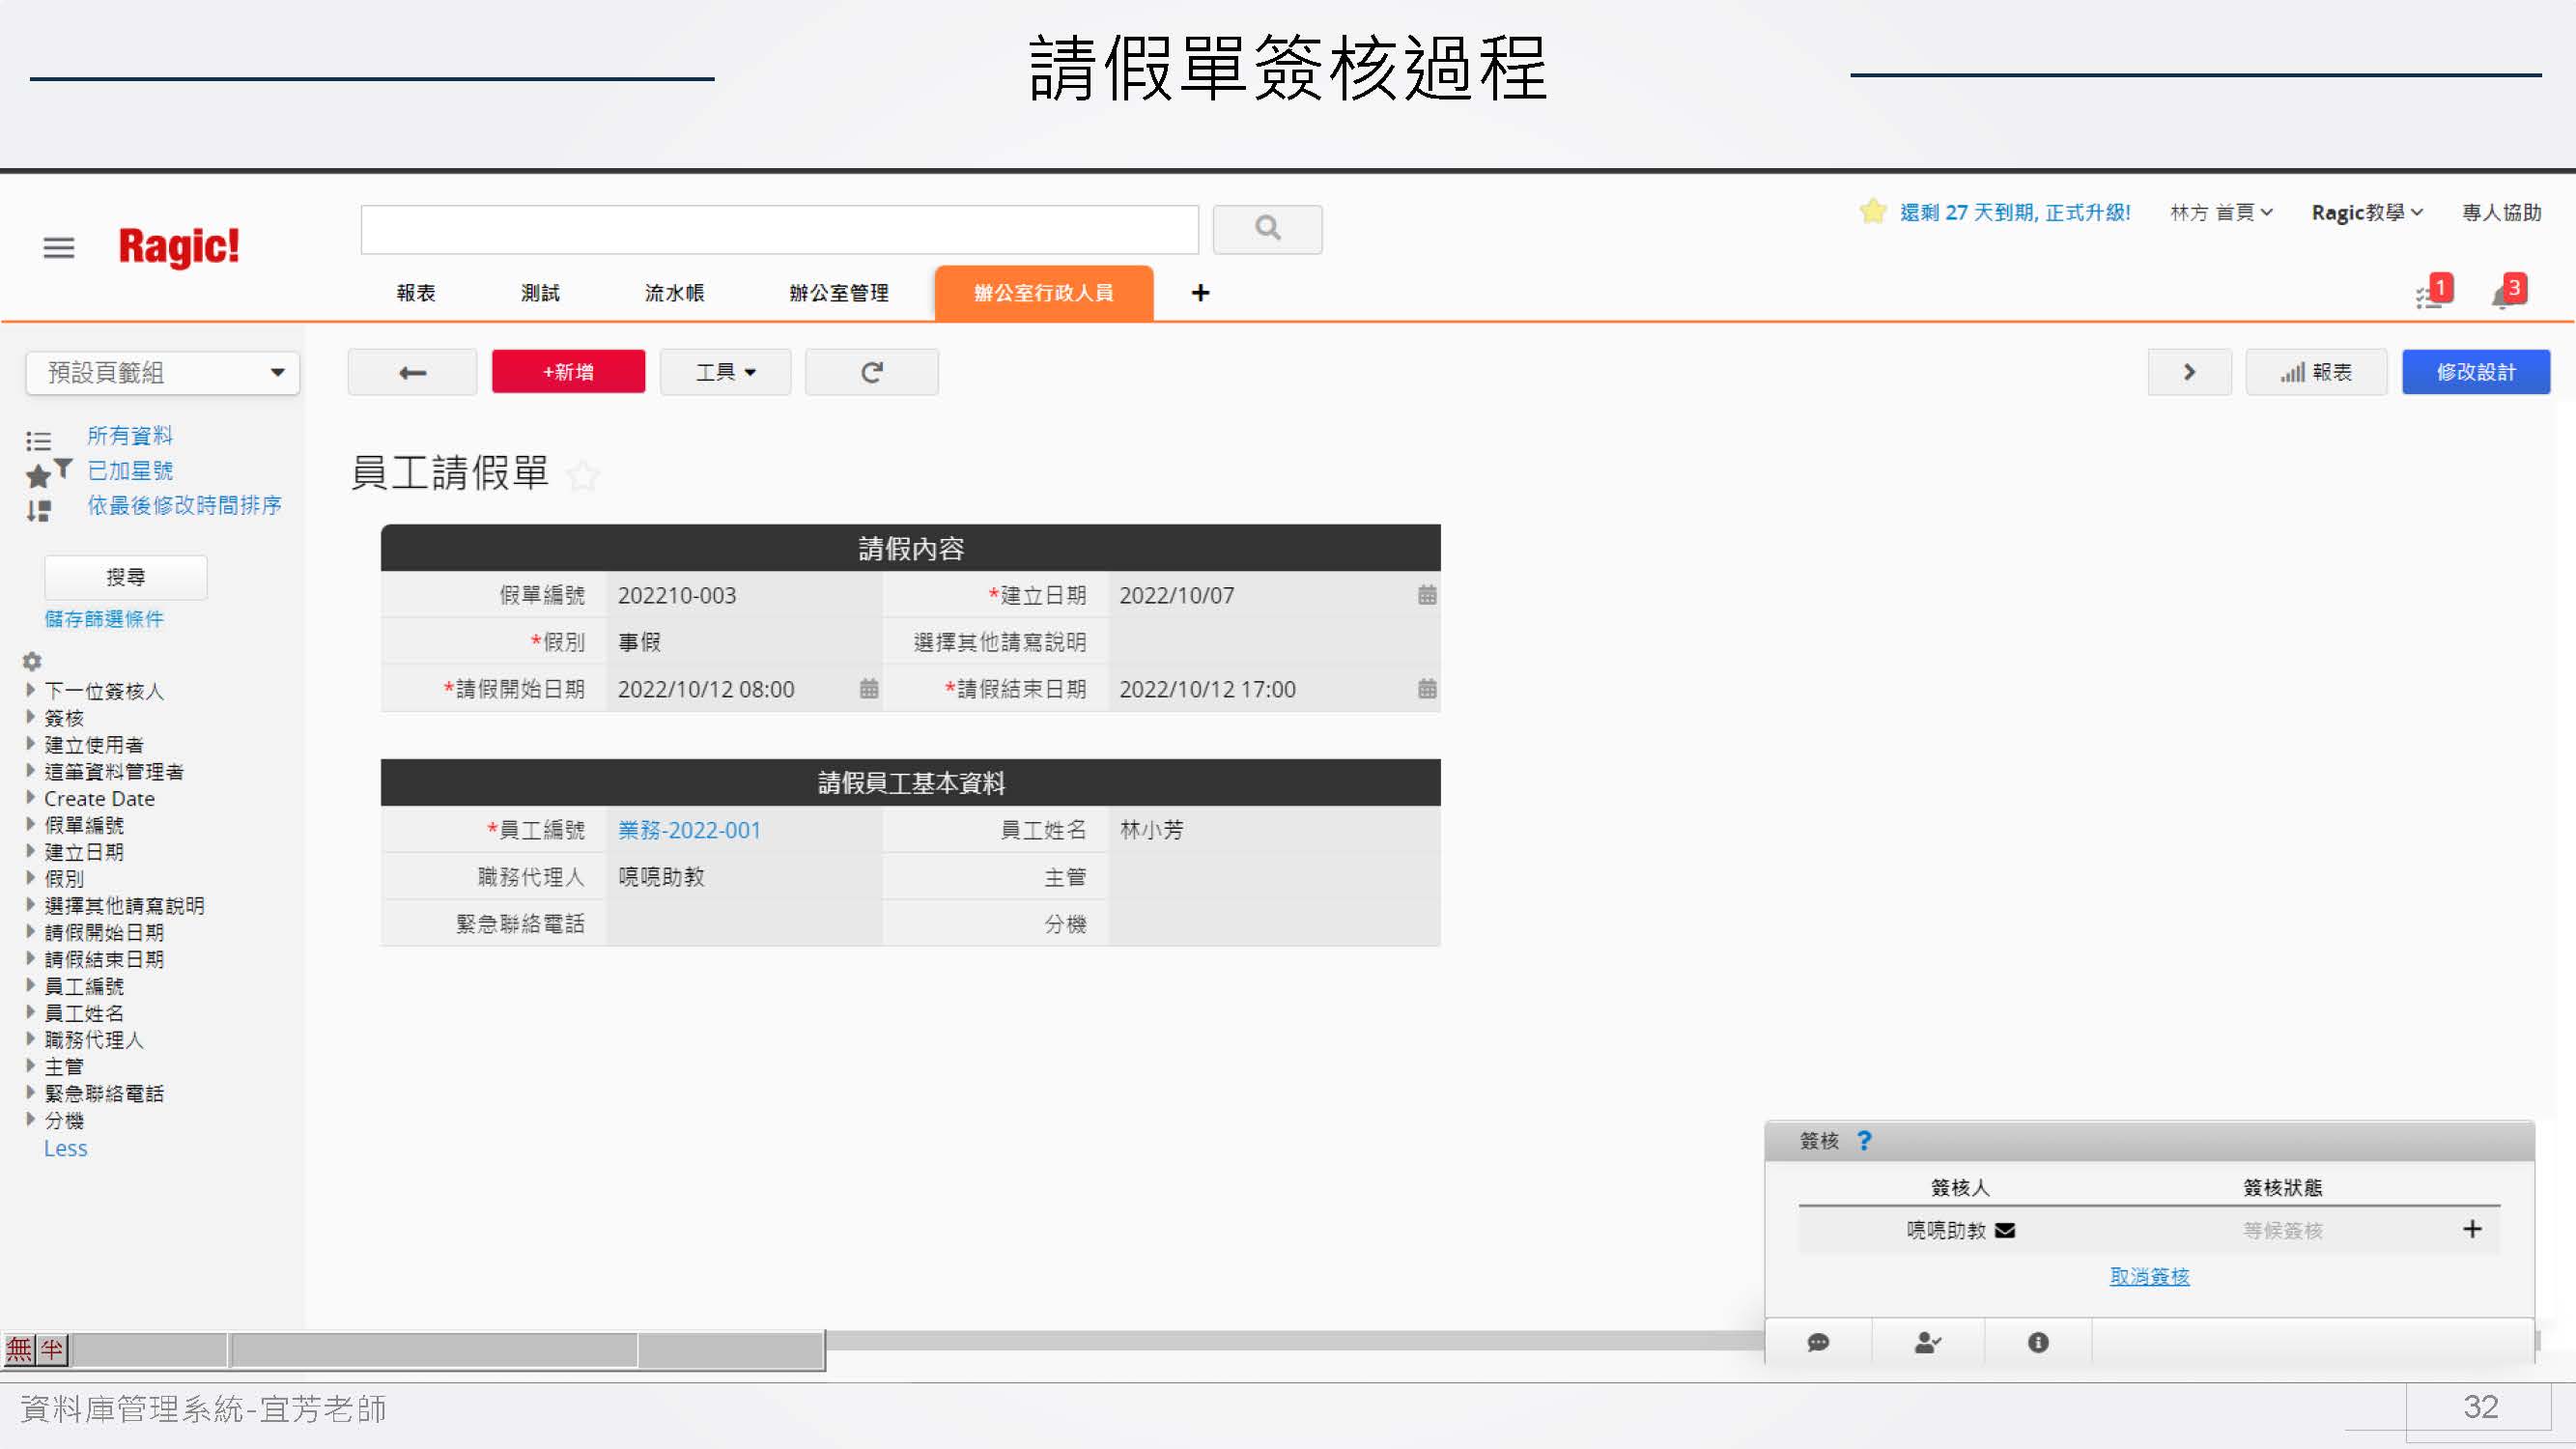 請假單簽核過程
Ragic!
還剩 27 天到期, 正式升級!
林方 首頁
Ragic教學
專人協助
報表
測試
流水帳
辦公室管理
辦公室行政人員
+
1
3
預設頁籤組
+新增
工具
報表
修改設計
所有資料
已加星號
依最後修改時間排序
搜尋
儲存篩選條件
下一位簽核人
簽核
建立使用者
這筆資料管理者
Create Date
假單編號
建立日期
假別
選擇其他請寫說明
請假開始日期
請假結束日期
員工編號
員工姓名
職務代理人
主管
緊急聯絡電話
分機
Less
員工請假單
請假內容
假單編號 202210-003 *建立日期 2022/10/07
*假別 事假 選擇其他請寫說明
*請假開始日期 2022/10/12 08:00 *請假結束日期 2022/10/12 17:00
請假員工基本資料
*員工編號 業務-2022-001 員工姓名 林小芳
職務代理人 喨喨助教 主管
緊急聯絡電話 分機
簽核 ?
簽核人 簽核狀態
喨喨助教 等候簽核 +
取消簽核
無半
資料庫管理系統-宜芳老師
32